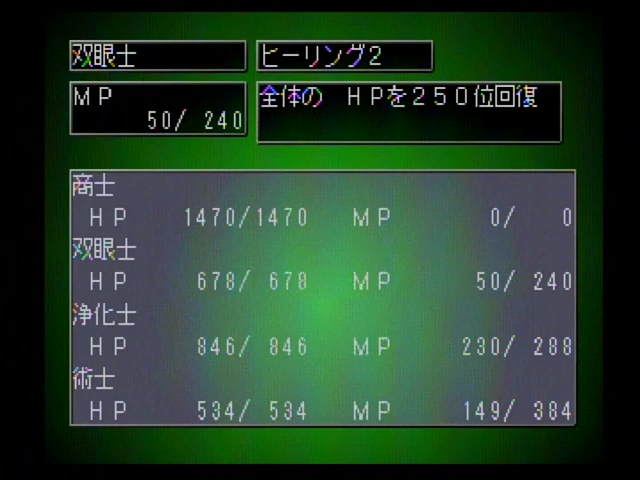 双眼士 ヒーリング2
MP 全体の HPを250位回復
50/ 240
商士
HP 1470/1470 MP 0/ 0
双眼士
HP 678/ 678 MP 50/ 240
浄化士
HP 846/ 846 MP 230/ 288
術士
HP 534/ 534 MP 149/ 384